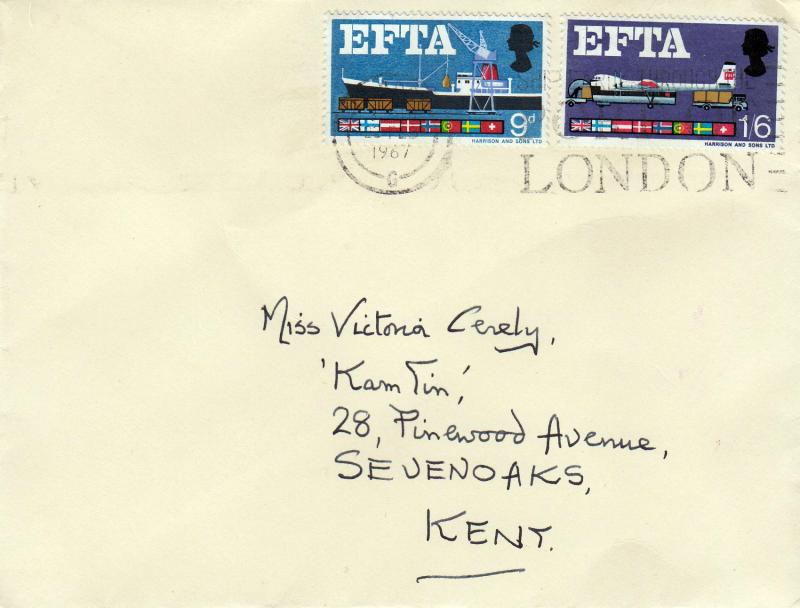 EFTA
9d
HARRISON AND SONS LTD
EFTA
1/6
HARRISON AND SONS LTD
1967
G
LONDON
Miss Victoria Cerely,
'Kam Tin,'
28, Pinewood Avenue,
SEVENOAKS,
KENT.